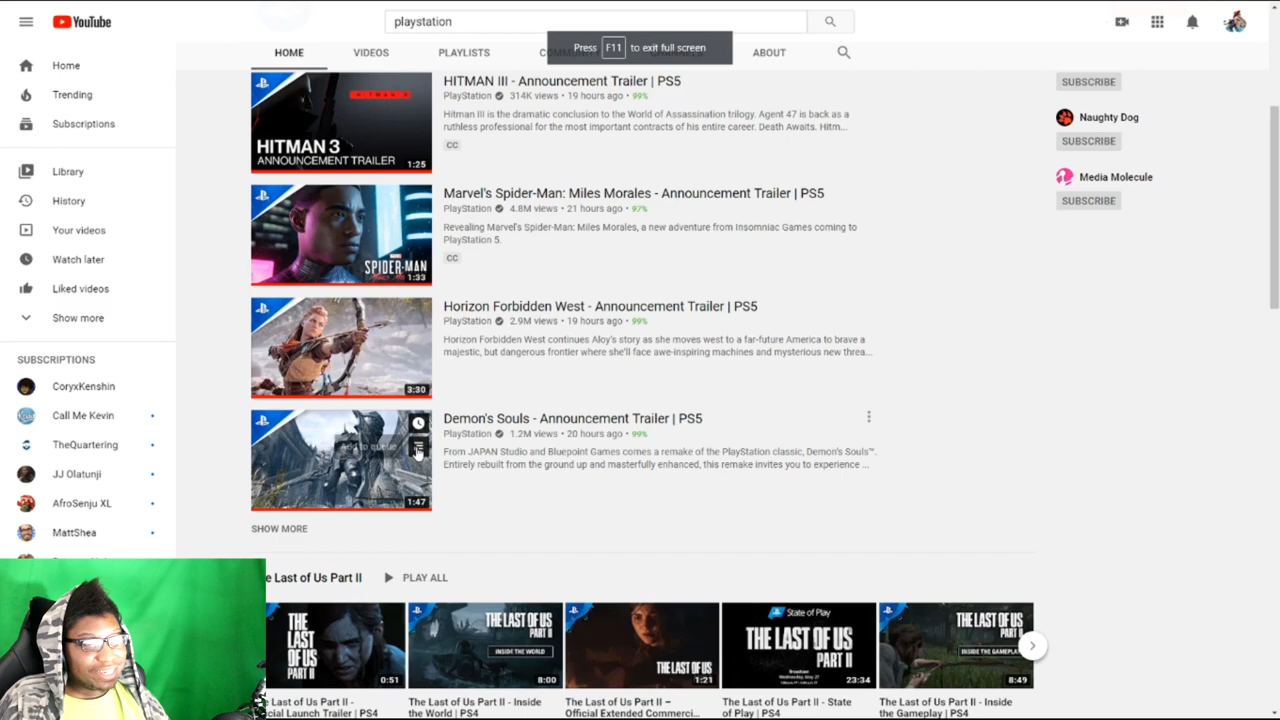 YouTube
playstation
Press F11 to exit full screen
HOME VIDEOS PLAYLISTS ABOUT
Home
Trending
Subscriptions
Library
History
Your videos
Watch later
Liked videos
Show more
SUBSCRIPTIONS
CoryxKenshin
Call Me Kevin
TheQuartering
JJ Olatunji
AfroSenju XL
MattShea
HITMAN 3
ANNOUNCEMENT TRAILER
1:25
HITMAN III - Announcement Trailer | PS5
PlayStation 314K views • 19 hours ago • 99%
Hitman III is the dramatic conclusion to the World of Assassination trilogy. Agent 47 is back as a
ruthless professional for the most important contracts of his entire career. Death Awaits. Hitm...
CC
SPIDER-MAN
1:33
Marvel's Spider-Man: Miles Morales - Announcement Trailer | PS5
PlayStation 4.8M views • 21 hours ago • 97%
Revealing Marvel's Spider-Man: Miles Morales, a new adventure from Insomniac Games coming to
PlayStation 5.
CC
3:30
Horizon Forbidden West - Announcement Trailer | PS5
PlayStation 2.9M views • 19 hours ago • 99%
Horizon Forbidden West continues Aloy's story as she moves west to a far-future America to brave a
majestic, but dangerous frontier where she'll face awe-inspiring machines and mysterious new threa...
Add to queue
1:47
Demon's Souls - Announcement Trailer | PS5
PlayStation 1.2M views • 20 hours ago • 99%
From JAPAN Studio and Bluepoint Games comes a remake of the PlayStation classic, Demon's Souls™.
Entirely rebuilt from the ground up and masterfully enhanced, this remake invites you to experience ...
SHOW MORE
SUBSCRIBE
Naughty Dog
SUBSCRIBE
Media Molecule
SUBSCRIBE
e Last of Us Part II PLAY ALL
THE
LAST
OF US
PART II
0:51
THE LAST OF US
PART II
INSIDE THE WORLD
8:00
THE LAST OF US
1:21
State of Play
THE LAST OF US
PART II
23:34
THE LAST OF US
PART II
INSIDE THE GAMEPLAY
8:49
e Last of Us Part II -
cial Launch Trailer | PS4
The Last of Us Part II - Inside
the World | PS4
The Last of Us Part II –
Official Extended Commerci...
The Last of Us Part II - State
of Play | PS4
The Last of Us Part II - Inside
the Gameplay | PS4